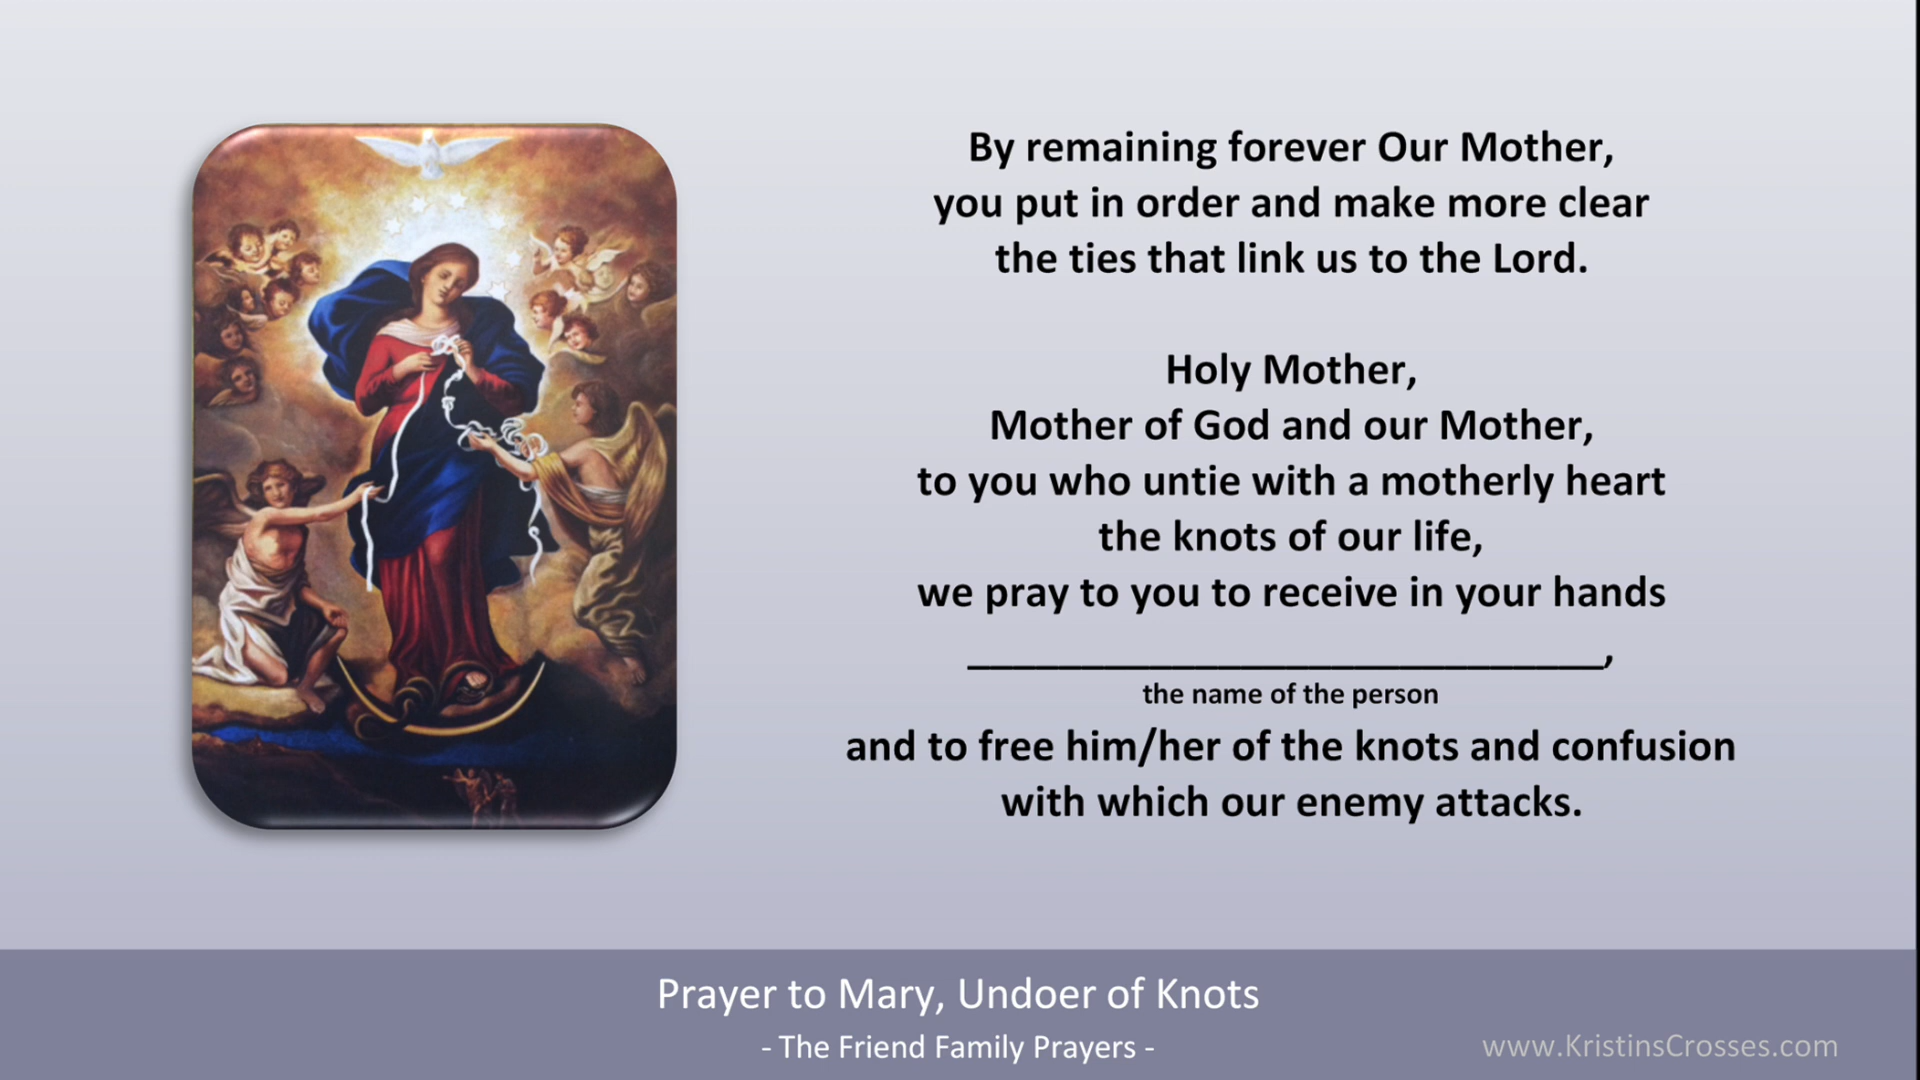 By remaining forever Our Mother,
you put in order and make more clear
the ties that link us to the Lord.
Holy Mother,
Mother of God and our Mother,
to you who untie with a motherly heart
the knots of our life,
we pray to you to receive in your hands
____________________________,
the name of the person
and to free him/her of the knots and confusion
with which our enemy attacks.
Prayer to Mary, Undoer of Knots
- The Friend Family Prayers -
www.KristinsCrosses.com